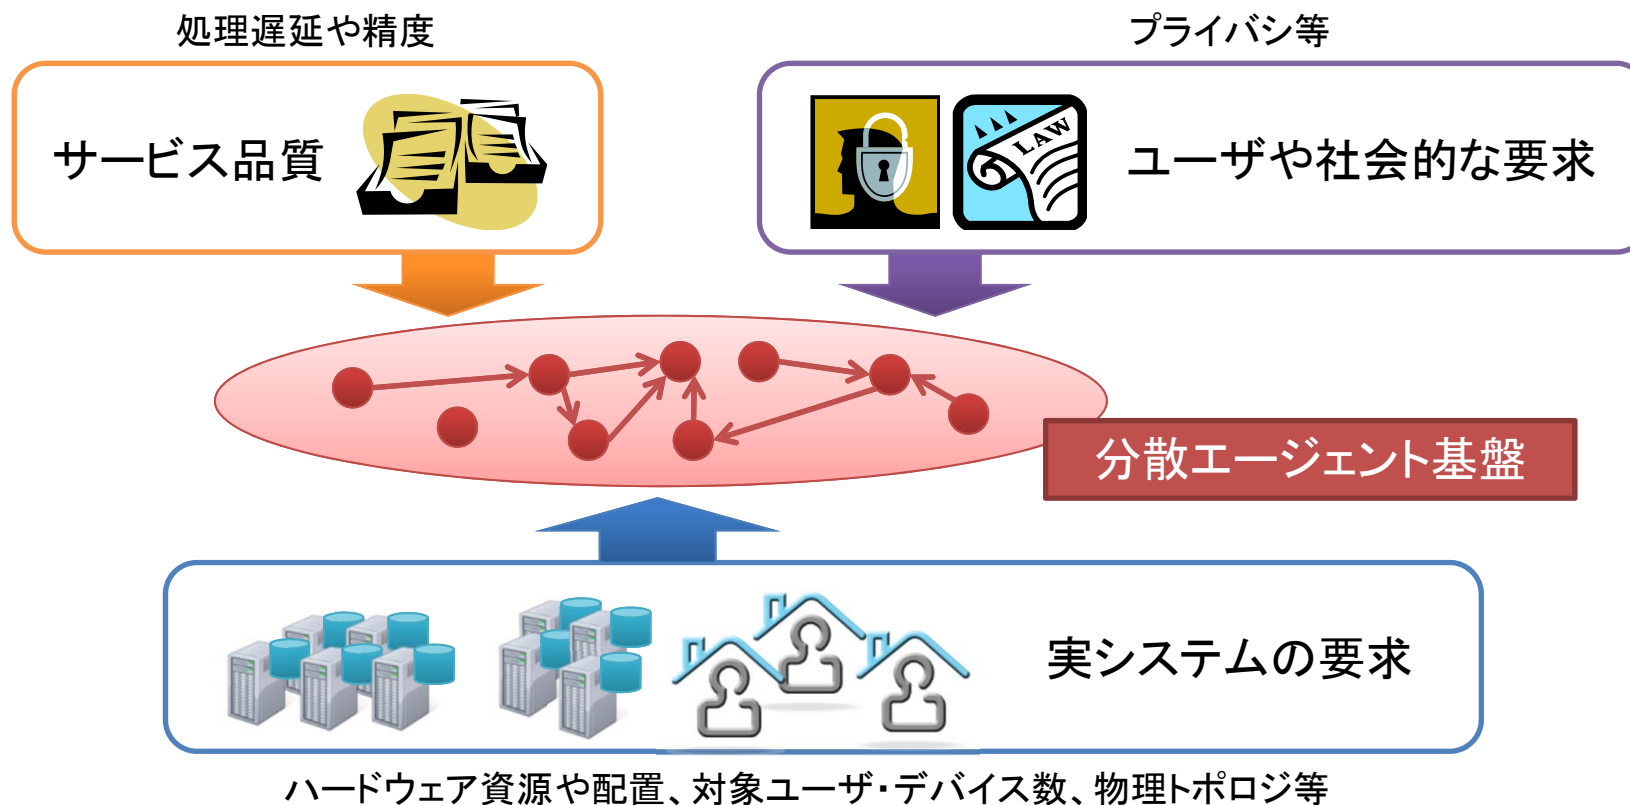 処理遅延や精度
プライバシ等
サービス品質
LAW
ユーザや社会的な要求
分散エージェント基盤
実システムの要求
ハードウェア資源や配置、対象ユーザ・デバイス数、物理トポロジ等